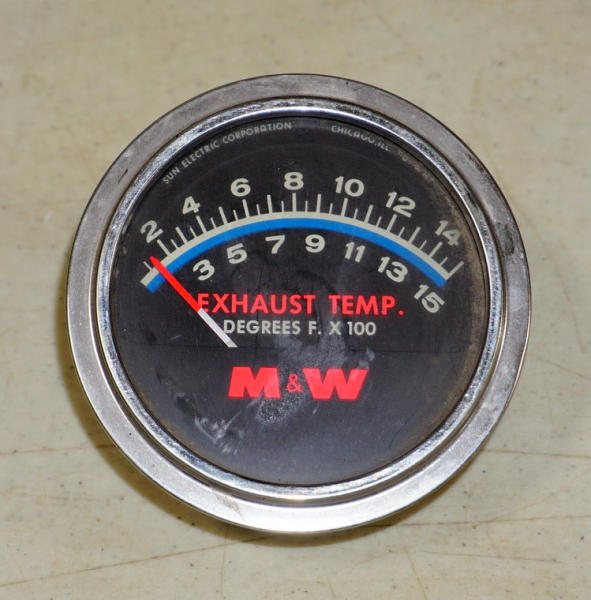 SUN ELECTRIC CORPORATION CHICAGO, ILL.
2 4 6 8 10 12 14
3 5 7 9 11 13 15
EXHAUST TEMP.
DEGREES F. X 100
M & W